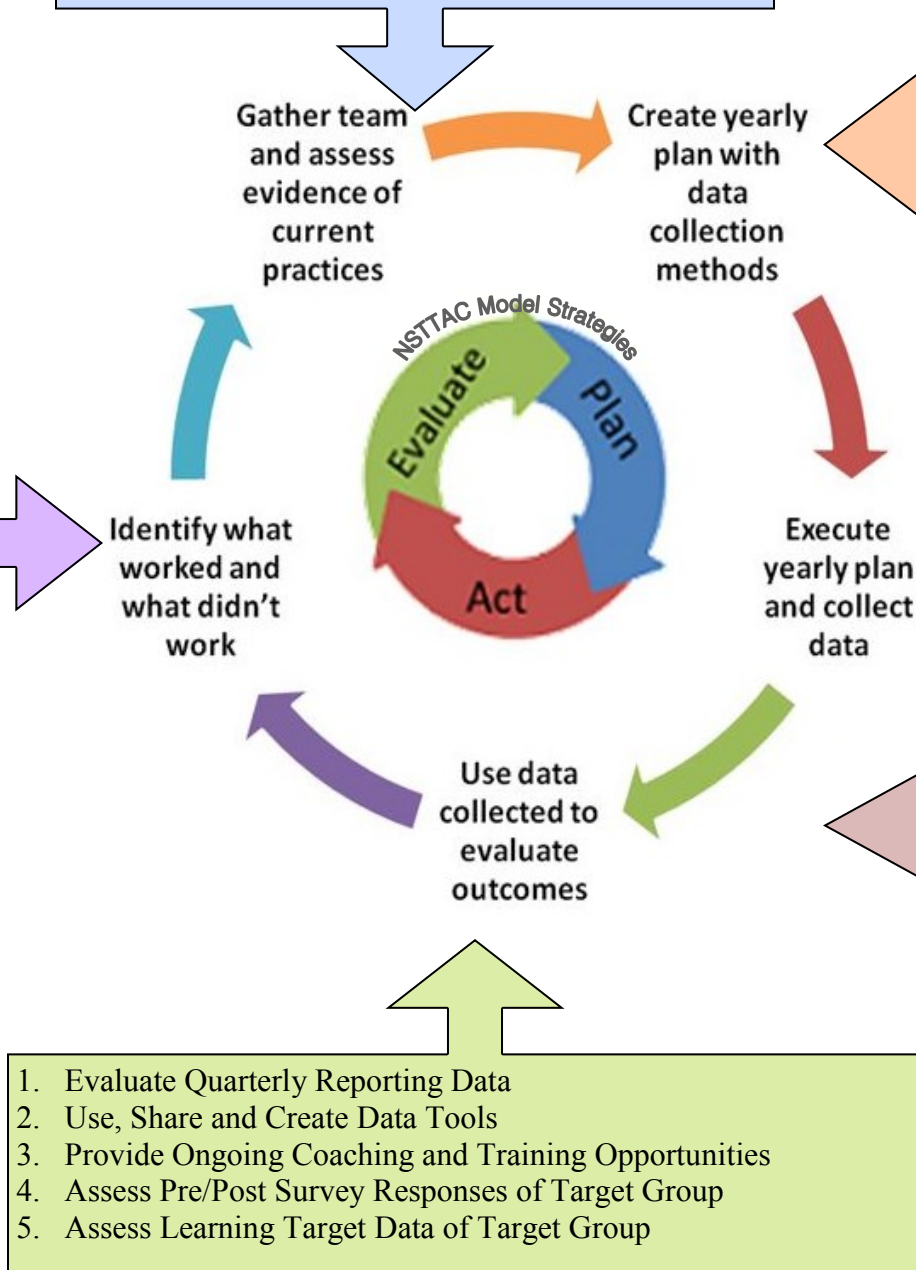 Gather team
and assess
evidence of
current
practices
Create yearly
plan with
data
collection
methods
NSTTAC Model Strategies
Evaluate
Plan
Act
Identify what
worked and
what didn't
work
Execute
yearly plan
and collect
data
Use data
collected to
evaluate
outcomes
1. Evaluate Quarterly Reporting Data
2. Use, Share and Create Data Tools
3. Provide Ongoing Coaching and Training Opportunities
4. Assess Pre/Post Survey Responses of Target Group
5. Assess Learning Target Data of Target Group